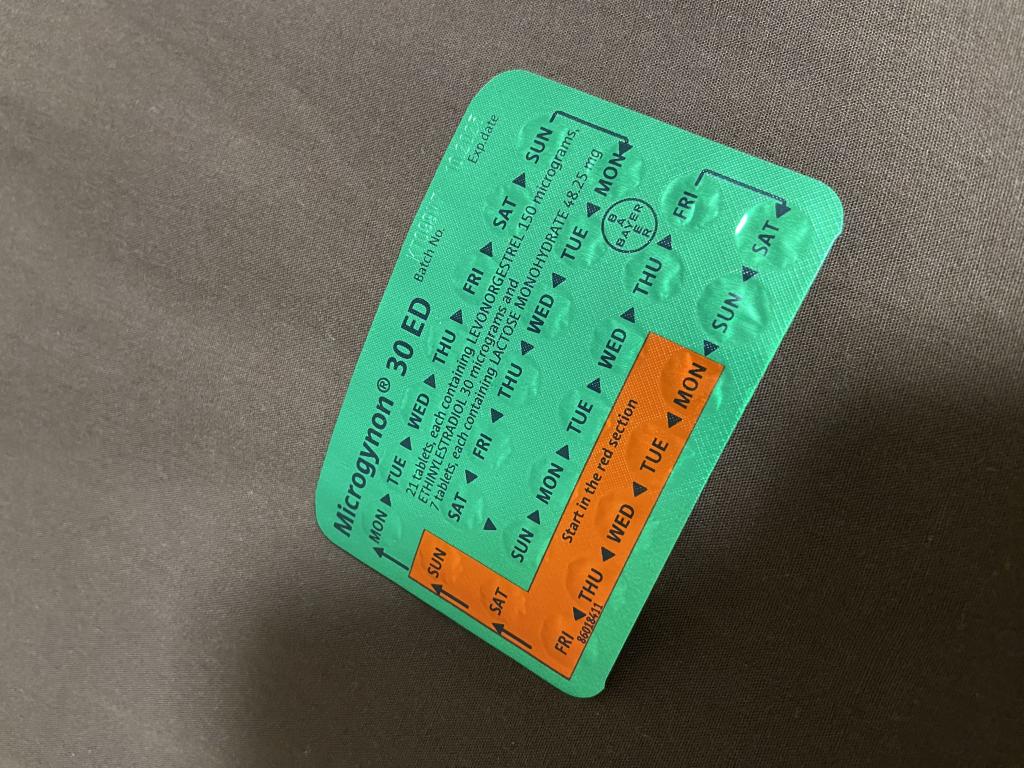 Microgynon® 30 ED
Batch No.
Exp.date
MON TUE WED THU FRI SAT SUN
21 tablets, each containing LEVONORGESTREL 150 micrograms,
ETHINYLESTRADIOL 30 micrograms and
7 tablets, each containing LACTOSE MONOHYDRATE 48.25 mg
SUN
SAT FRI THU WED TUE MON
BAYER
BAYER
SAT
SUN MON TUE WED THU FRI
Start in the red section
FRI THU WED TUE MON SUN SAT
86018411